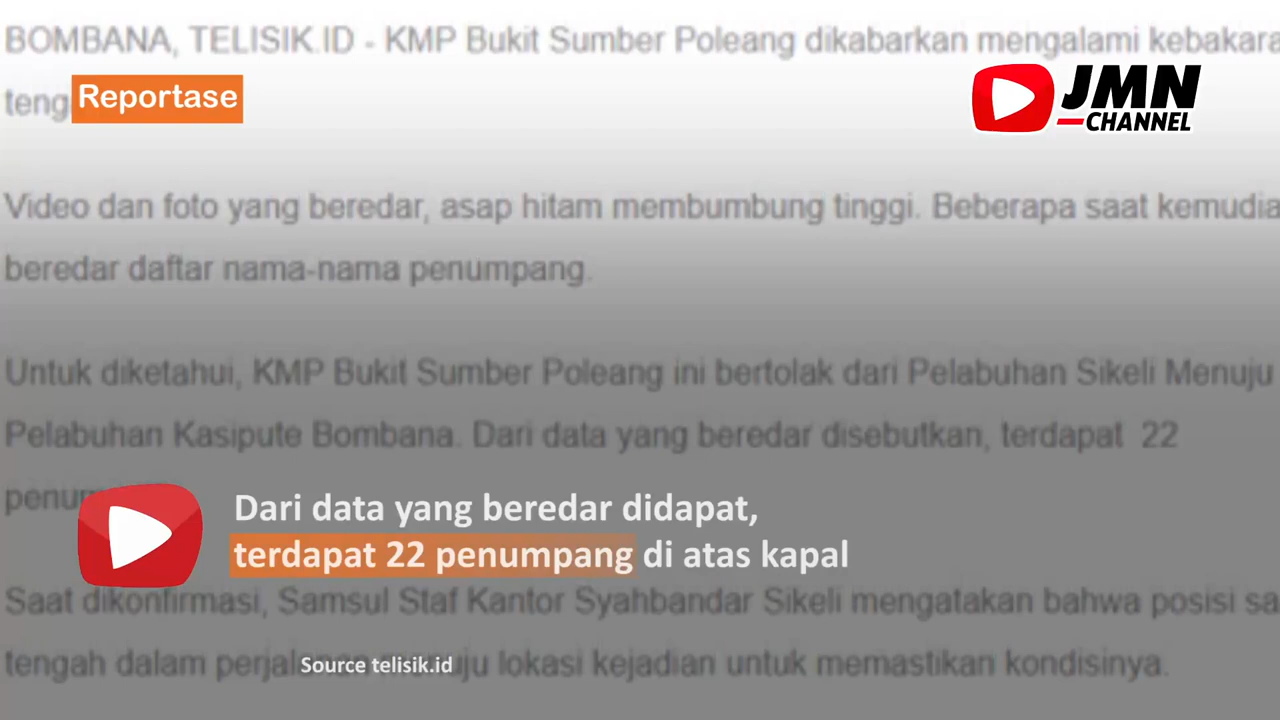 BOMBANA, TELISIK.ID - KMP Bukit Sumber Poleang dikabarkan mengalami
Reportase
JMN
CHANNEL
Video dan foto yang beredar, asap hitam membumbung tinggi. Beberapa saat
beredar daftar nama-nama penumpang.
Untuk diketahui, KMP Bukit Sumber Poleang ini bertolak dari Pelabuhan Sikeli Menuju
Pelabuhan Kasipute Bombana. Dari data yang beredar disebutkan, terdapat 22
Dari data yang beredar didapat,
terdapat 22 penumpang di atas kapal
Saat dikonfirmasi, Samsul Staf Kantor Syahbandar Sikeli mengatakan bahwa posisi
tengah dalam lokasi kejadian untuk memastikan kondisinya.
Source telisik.id